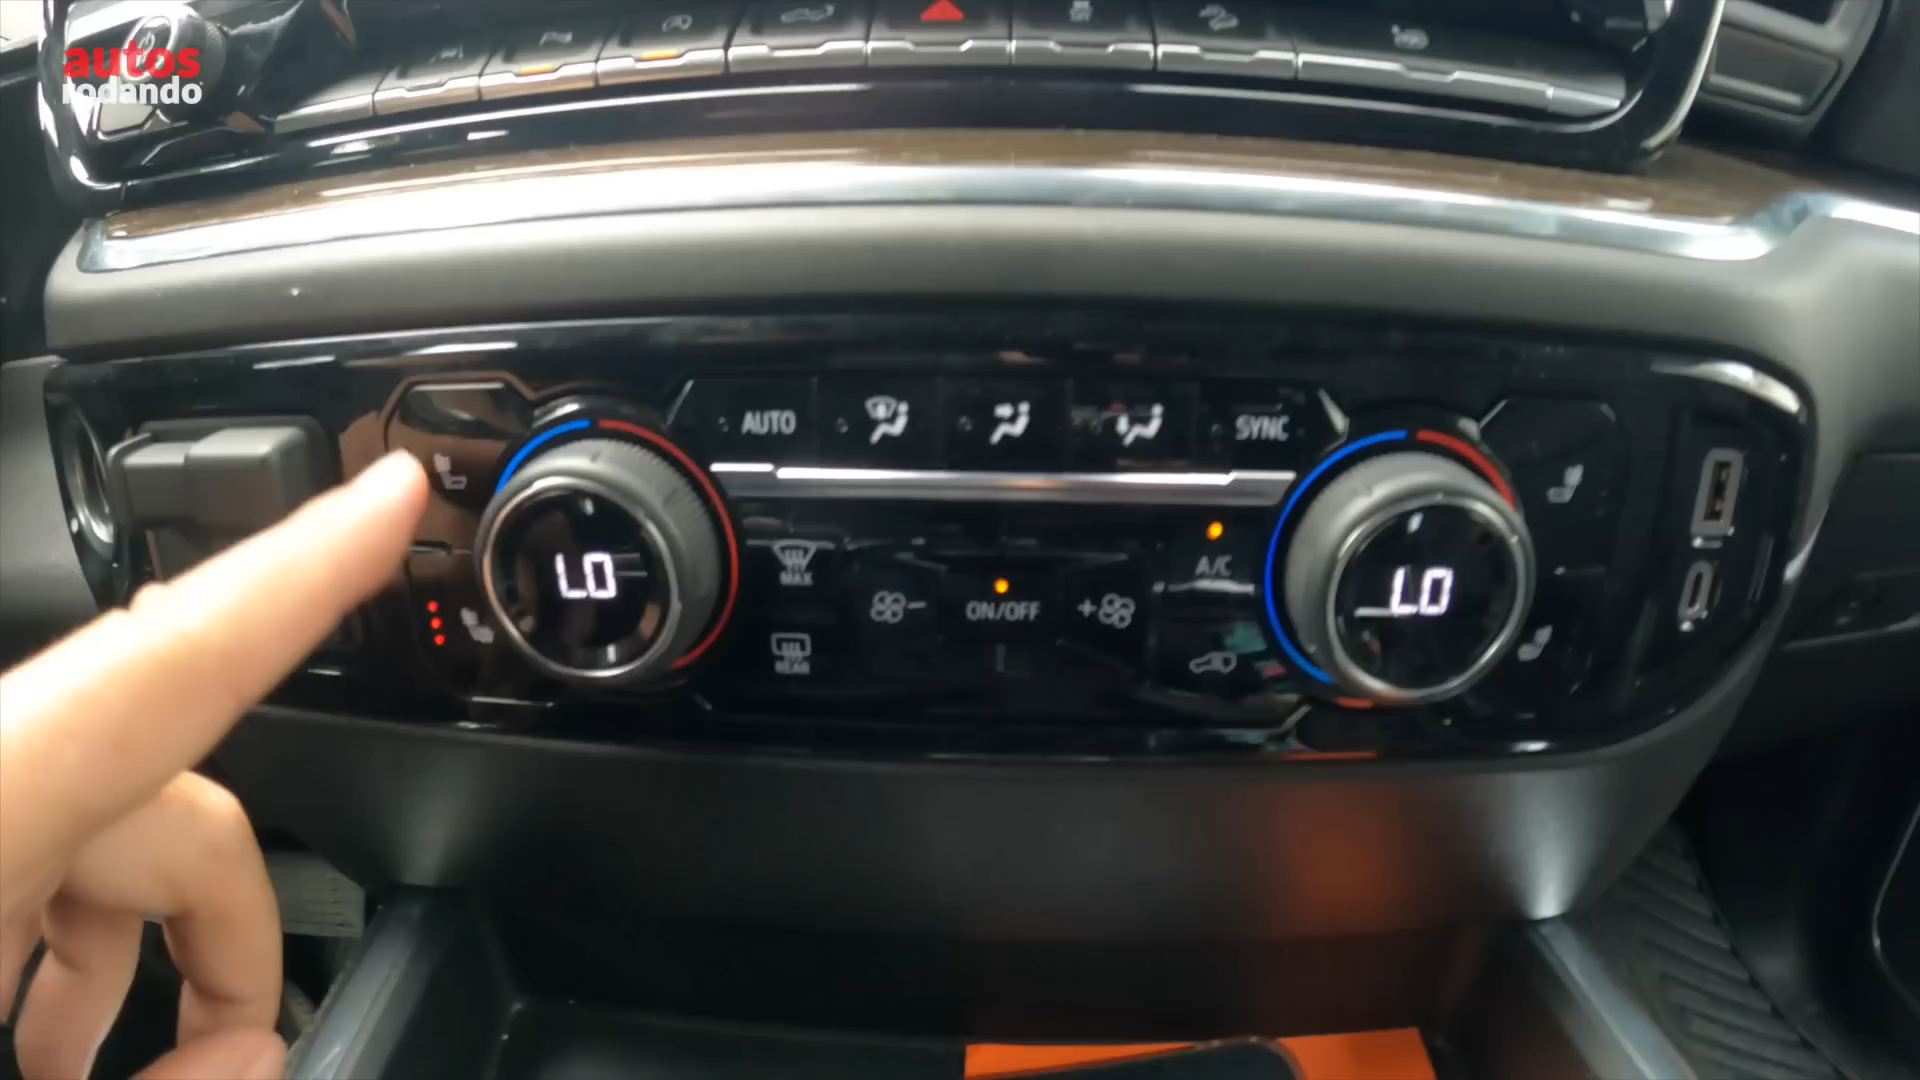 autos
rodando
AUTO
SYNC
LO
MAX
REAR
ON/OFF
A/C
LO